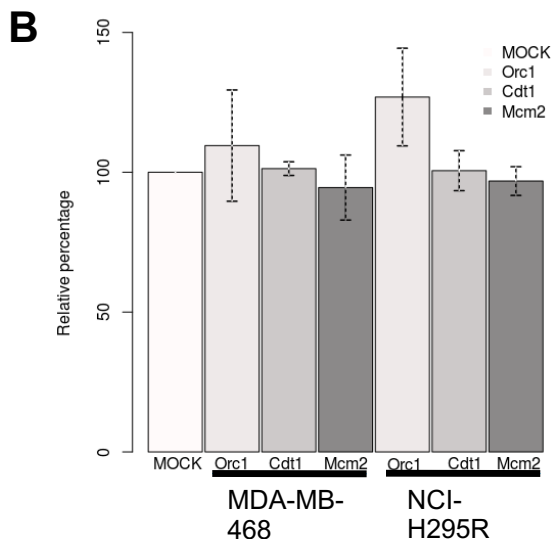 B
150
100
50
0
Relative percentage
MOCK
Orc1
Cdt1
Mcm2
MOCK Orc1 Cdt1 Mcm2 Orc1 Cdt1 Mcm2
MDA-MB-
468
NCI-
H295R